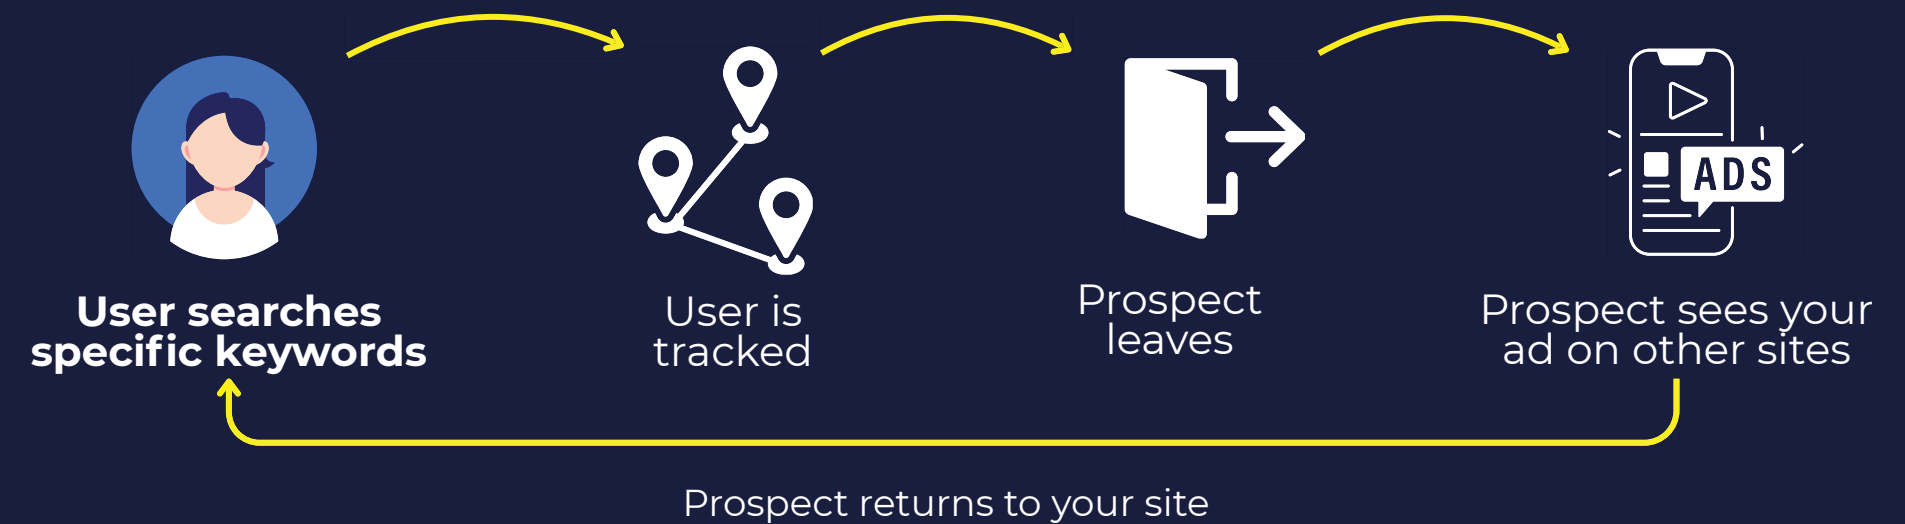 User searches
specific keywords
User is
tracked
Prospect
leaves
ADS
Prospect sees your
ad on other sites
Prospect returns to your site